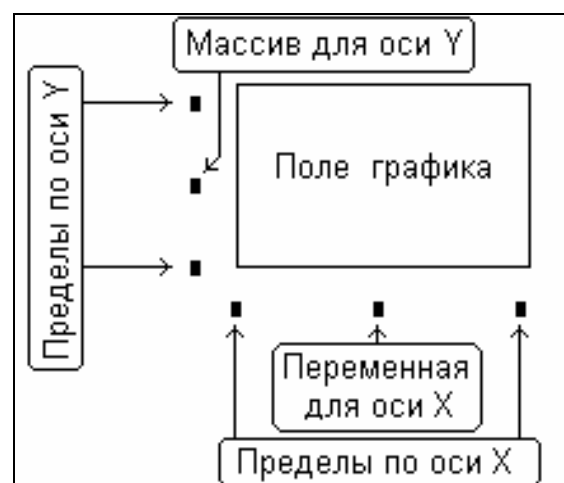 Массив для оси Y
Пределы по оси Y
Поле графика
Переменная
для оси X
Пределы по оси X